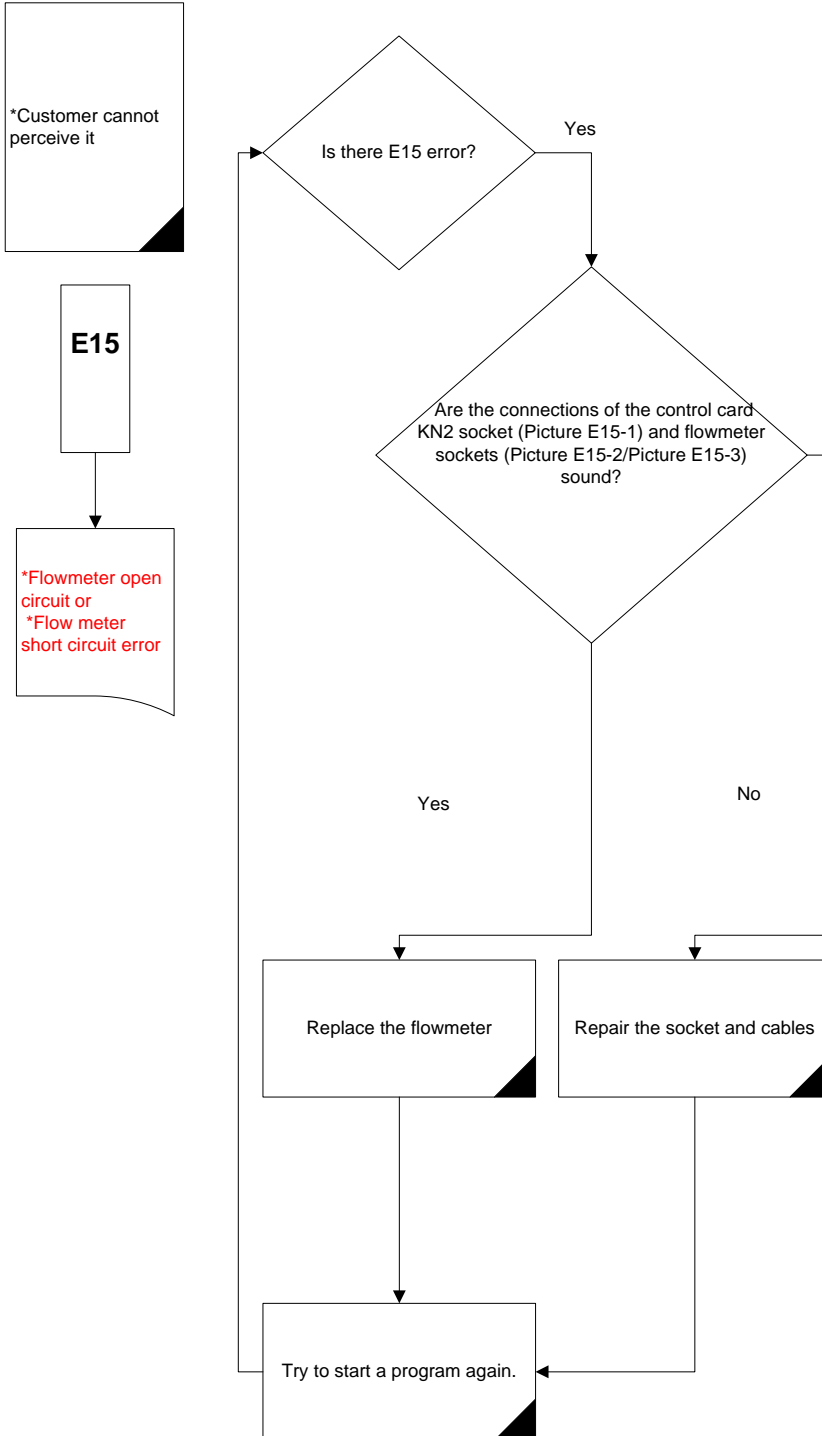 *Customer cannot
perceive it
E15
*Flowmeter open
circuit or
*Flow meter
short circuit error
Is there E15 error?
Yes
Are the connections of the control card
KN2 socket (Picture E15-1) and flowmeter
sockets (Picture E15-2/Picture E15-3)
sound?
Yes
No
Replace the flowmeter
Repair the socket and cables
Try to start a program again.